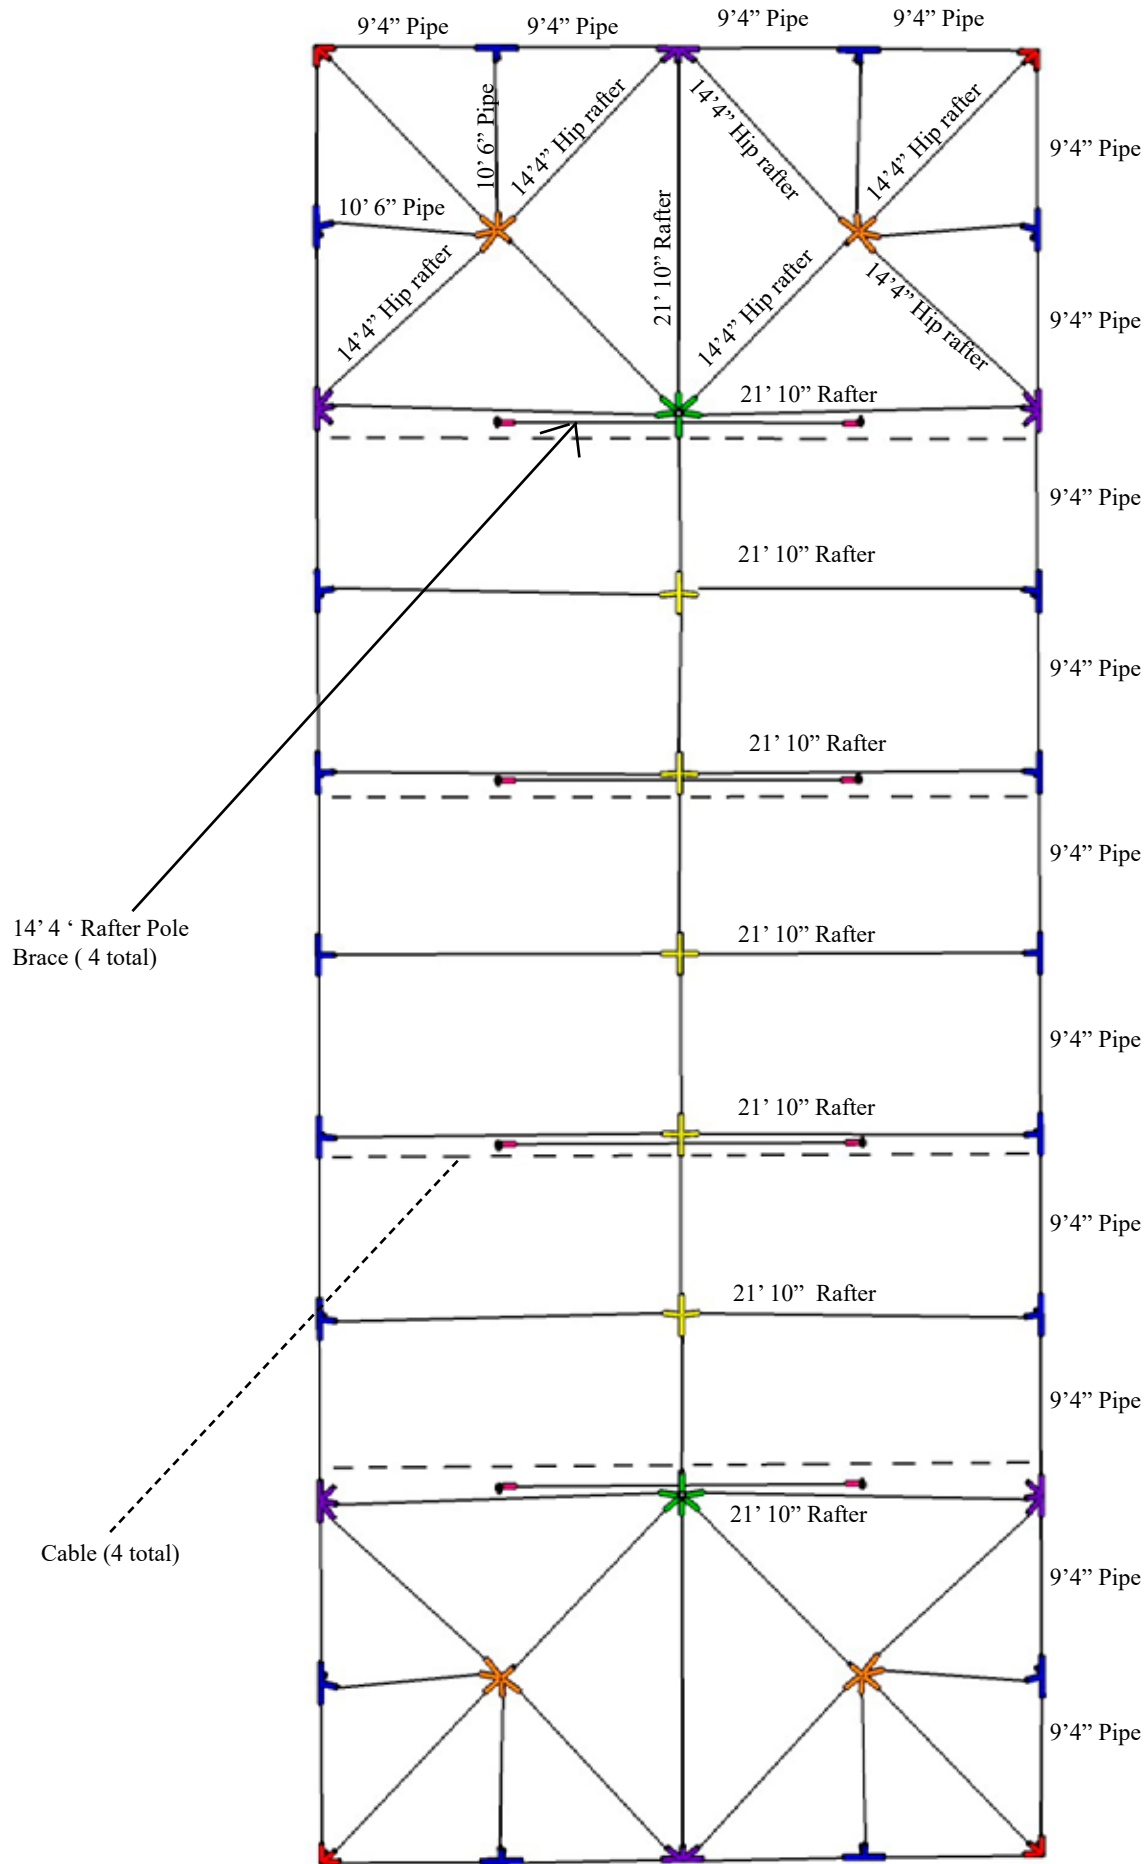 9’4” Pipe
9’4” Pipe
9’4” Pipe
9’4” Pipe
10’ 6” Pipe
14’4” Hip rafter
14’4” Hip rafter
14’4” Hip rafter
9’4” Pipe
10’ 6” Pipe
21’ 10” Rafter
14’4” Hip rafter
14’4” Hip rafter
14’4” Hip rafter
9’4” Pipe
21’ 10” Rafter
9’4” Pipe
21’ 10” Rafter
9’4” Pipe
21’ 10” Rafter
9’4” Pipe
14’ 4 ‘ Rafter Pole
Brace ( 4 total)
21’ 10” Rafter
9’4” Pipe
21’ 10” Rafter
9’4” Pipe
21’ 10”  Rafter
9’4” Pipe
21’ 10” Rafter
Cable (4 total)
9’4” Pipe
9’4” Pipe